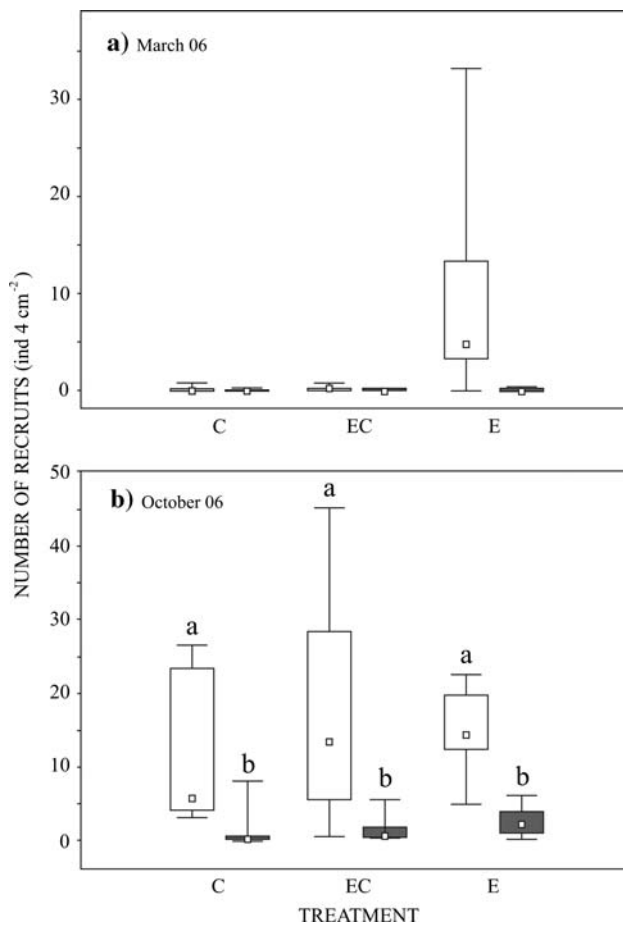 NUMBER OF RECRUITS (ind 4 cm⁻²)
a) March 06
30
20
10
0
C EC E
b) October 06
50
40
30
20
10
0
a
b
a
b
a
b
C EC E
TREATMENT